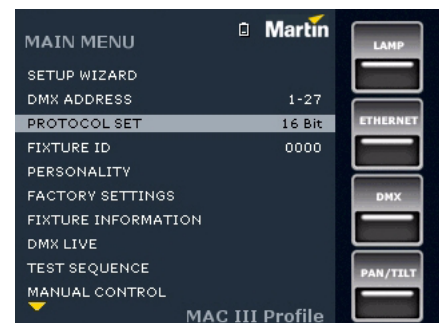 Martin
MAIN MENU
SETUP WIZARD
DMX ADDRESS 1-27
PROTOCOL SET 16 Bit
FIXTURE ID 0000
PERSONALITY
FACTORY SETTINGS
FIXTURE INFORMATION
DMX LIVE
TEST SEQUENCE
MANUAL CONTROL
MAC III Profile
LAMP
ETHERNET
DMX
PAN/TILT